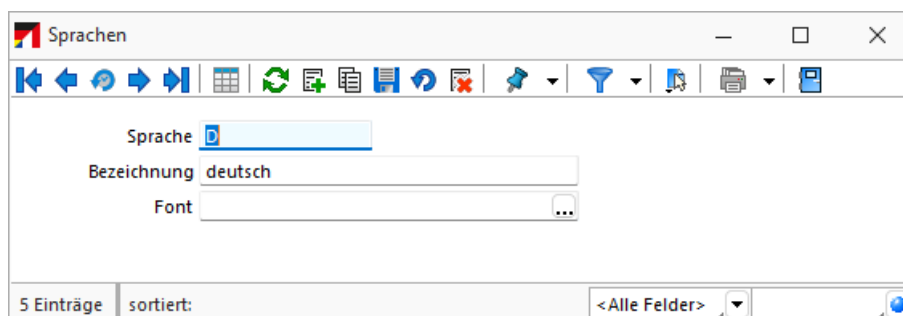 Sprachen
Sprache D
Bezeichnung deutsch
Font ...
5 Einträge sortiert: <Alle Felder>